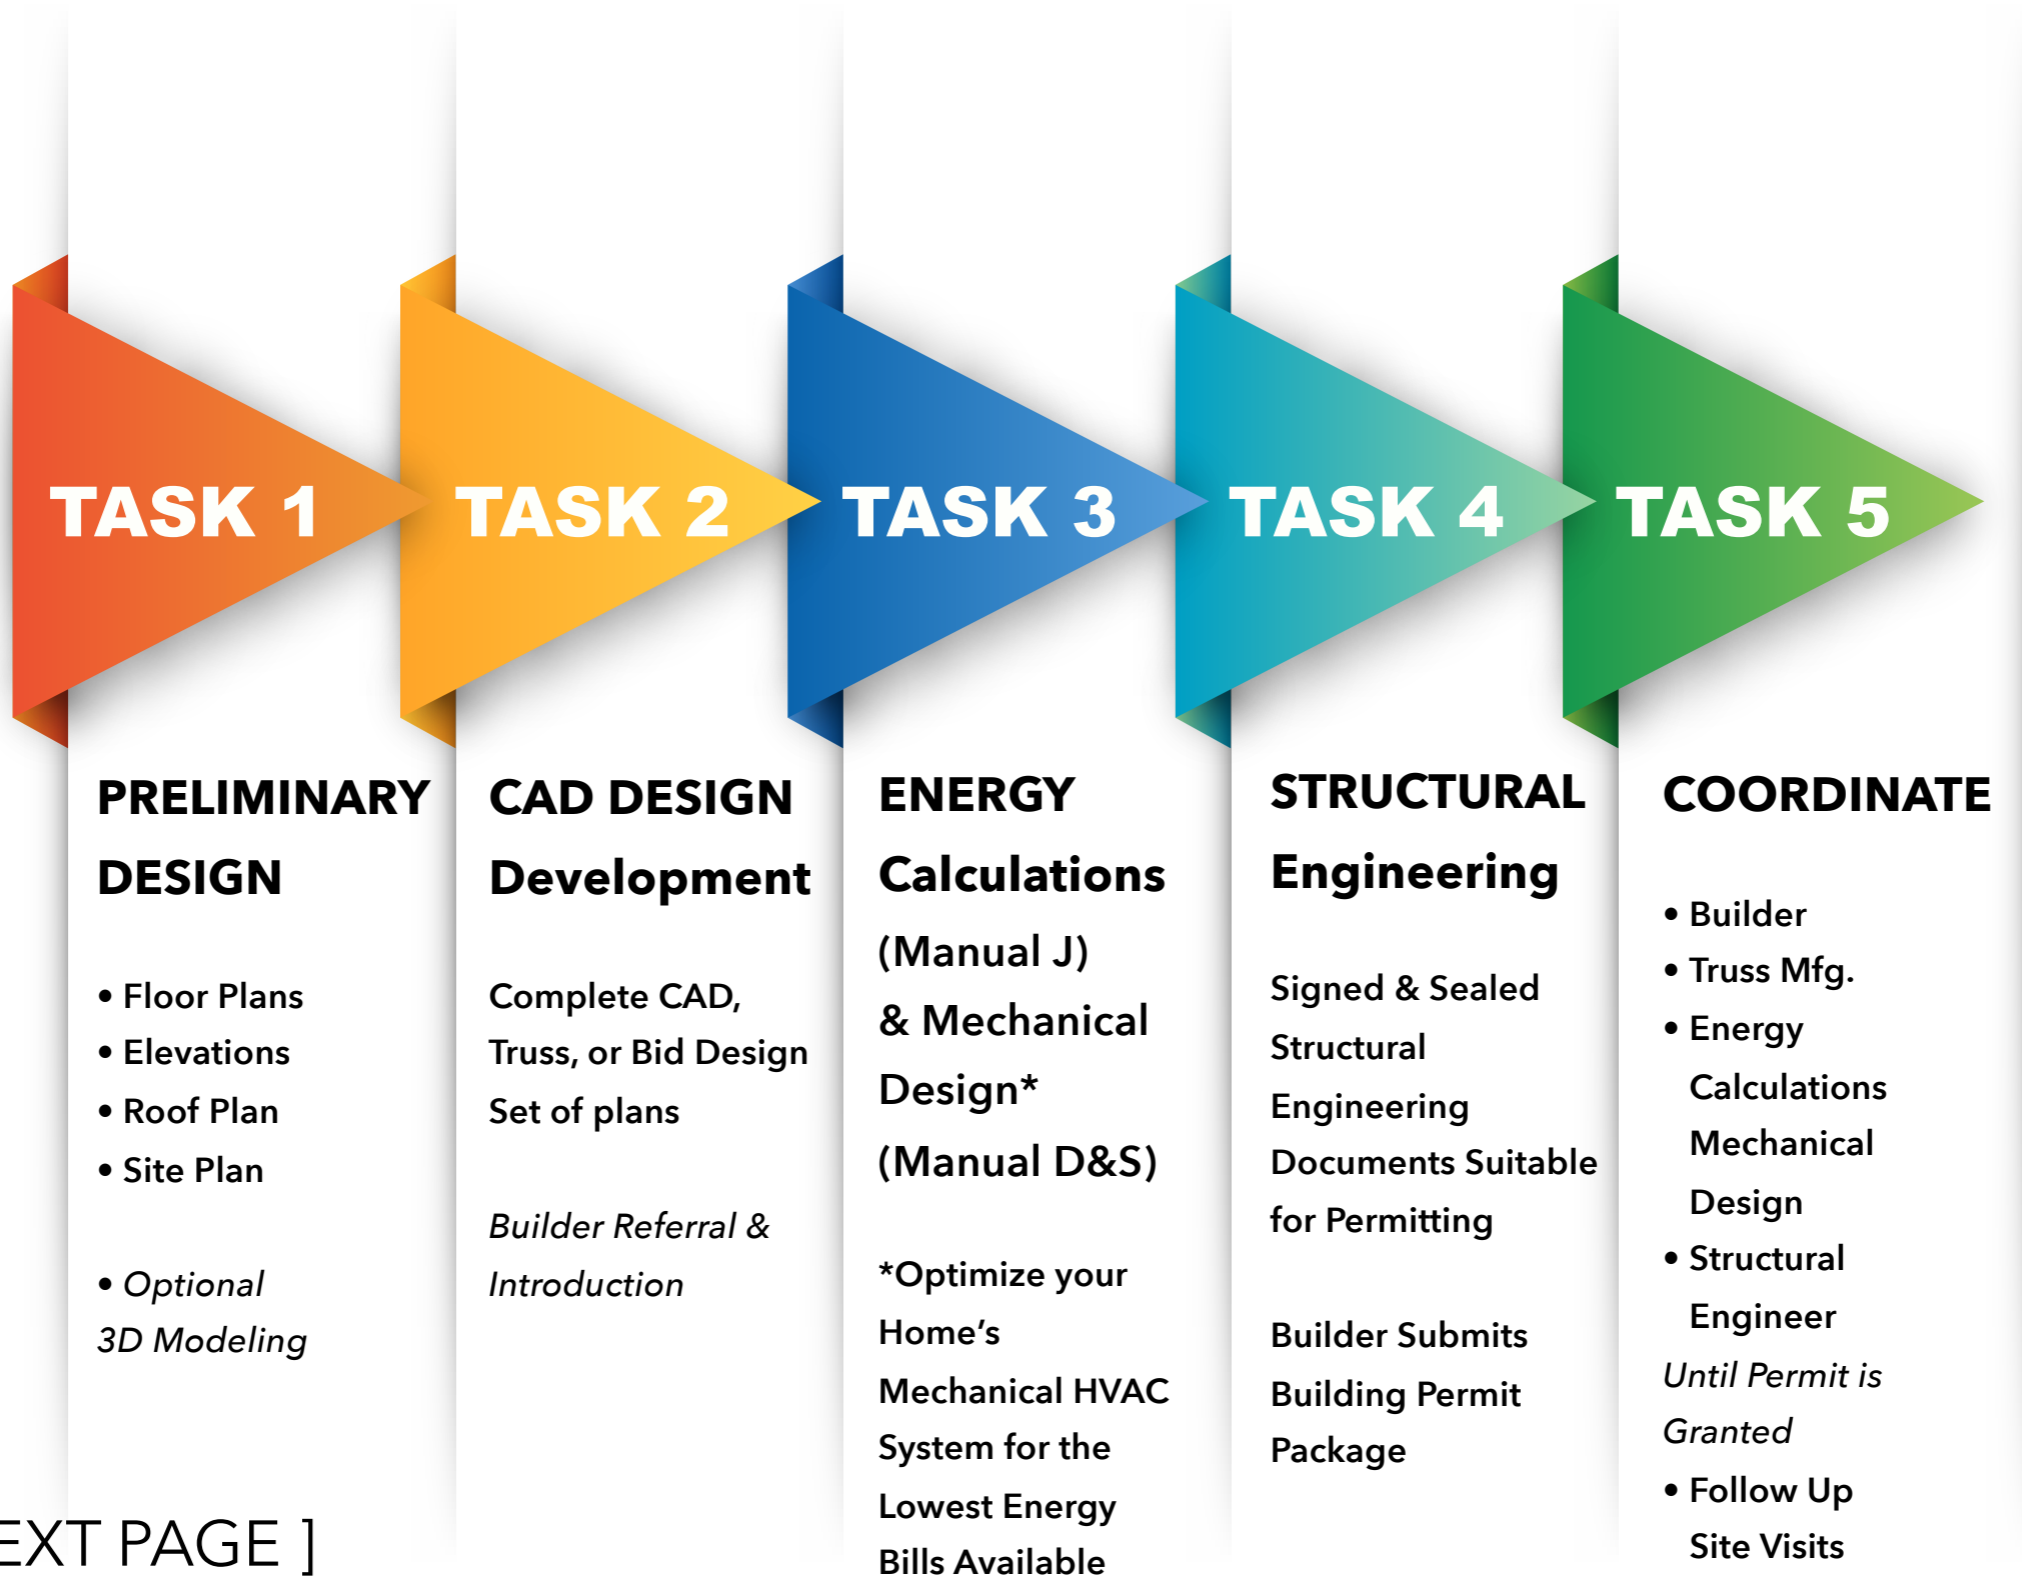 TASK 1
PRELIMINARY
DESIGN
• Floor Plans
• Elevations
• Roof Plan
• Site Plan
• Optional
3D Modeling
TASK 2
CAD DESIGN
Development
Complete CAD,
Truss, or Bid Design
Set of plans
Builder Referral &
Introduction
TASK 3
ENERGY
Calculations
(Manual J)
& Mechanical
Design*
(Manual D&S)
*Optimize your
Home’s
Mechanical HVAC
System for the
Lowest Energy
Bills Available
TASK 4
STRUCTURAL
Engineering
Signed & Sealed
Structural
Engineering
Documents Suitable
for Permitting
Builder Submits
Building Permit
Package
TASK 5
COORDINATE
• Builder
• Truss Mfg.
• Energy
Calculations
Mechanical
Design
• Structural
Engineer
Until Permit is
Granted
• Follow Up
Site Visits
EXT PAGE ]